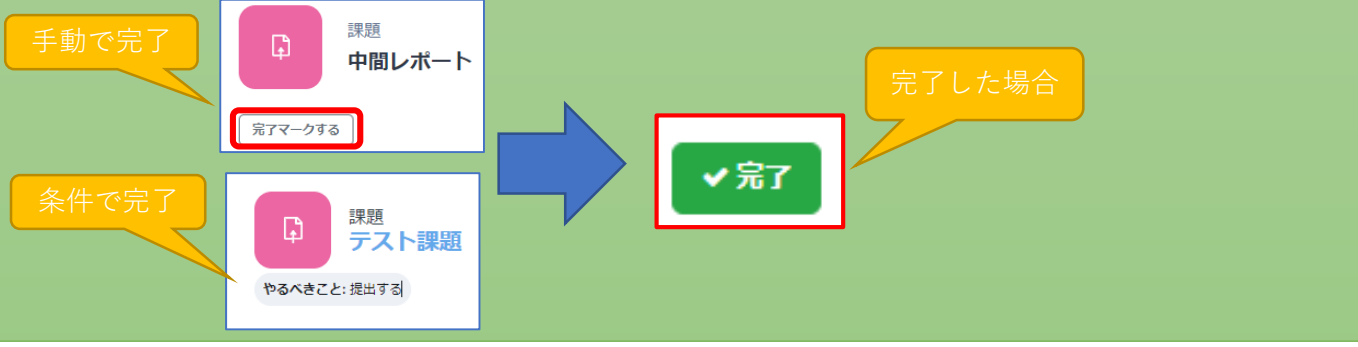 手動で完了
課題
中間レポート
完了マークする
条件で完了
課題
テスト課題
やるべきこと: 提出する
完了
完了した場合